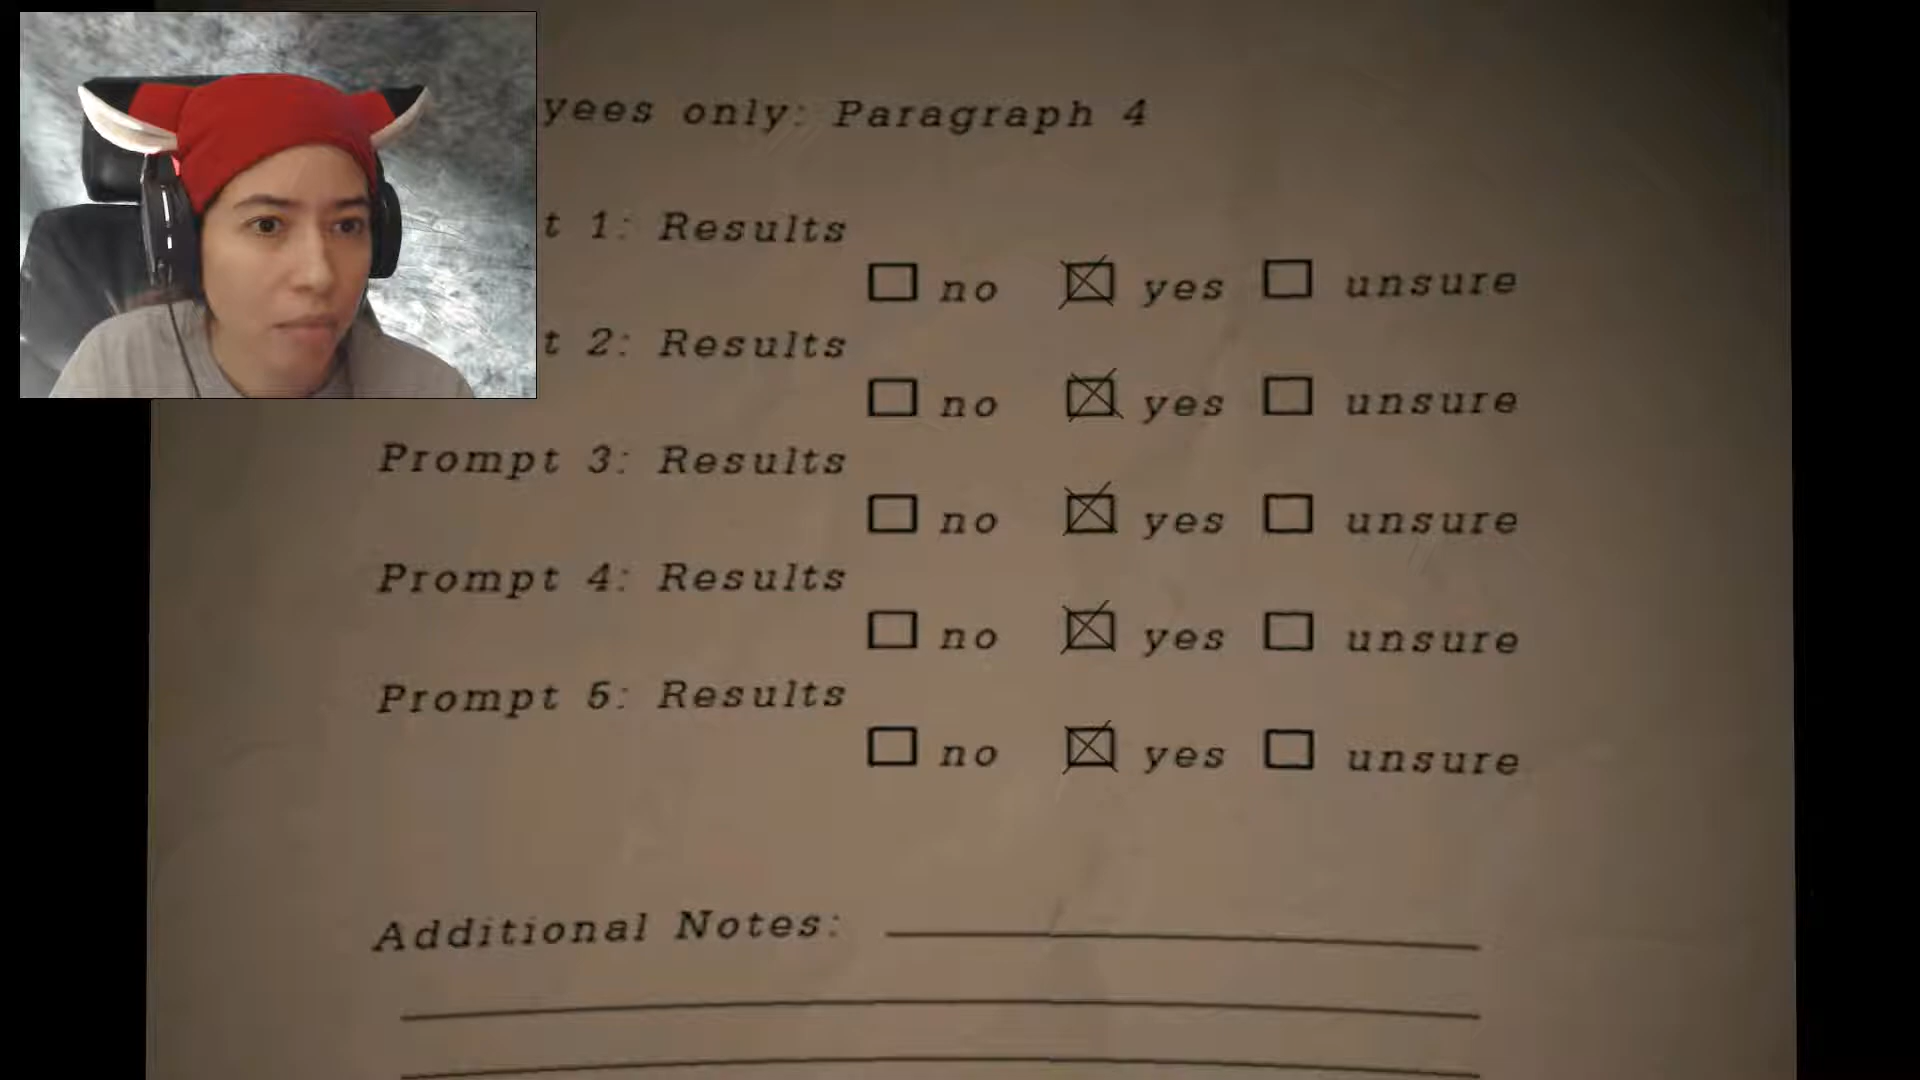 yees only: Paragraph 4
t 1: Results
no yes unsure
t 2: Results
no yes unsure
Prompt 3: Results
no yes unsure
Prompt 4: Results
no yes unsure
Prompt 5: Results
no yes unsure
Additional Notes: